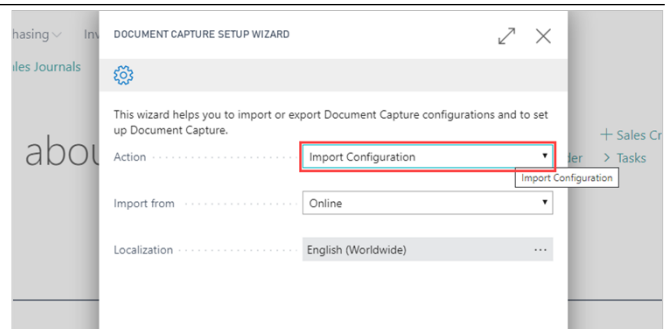 hasing Inv
DOCUMENT CAPTURE SETUP WIZARD
les Journals
This wizard helps you to import or export Document Capture configurations and to set
up Document Capture.
+ Sales Cr
abou
Action Import Configuration
der > Tasks
Import Configuration
Import from Online
Localization English (Worldwide) ...